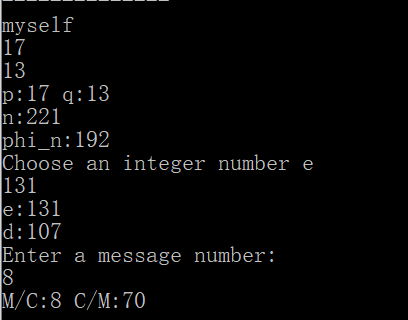 myself
17
13
p:17 q:13
n:221
phi_n:192
Choose an integer number e
131
e:131
d:107
Enter a message number:
8
M/C:8 C/M:70